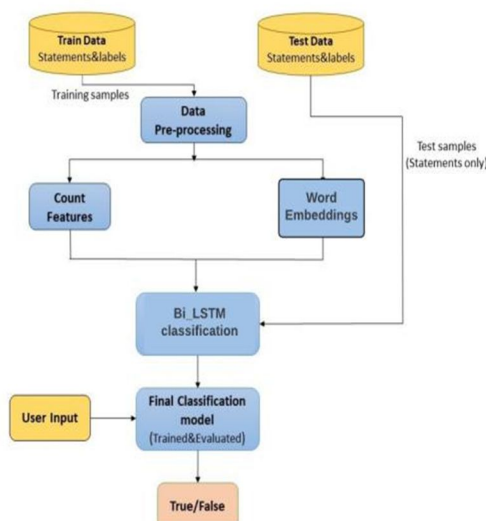 Train Data
Statements&labels
Test Data
Statements&labels
Training samples
Data
Pre-processing
Test samples
(Statements only)
Count
Features
Word
Embeddings
Bi_LSTM
classification
Final Classification
model
(Trained&Evaluated)
User Input
True/False